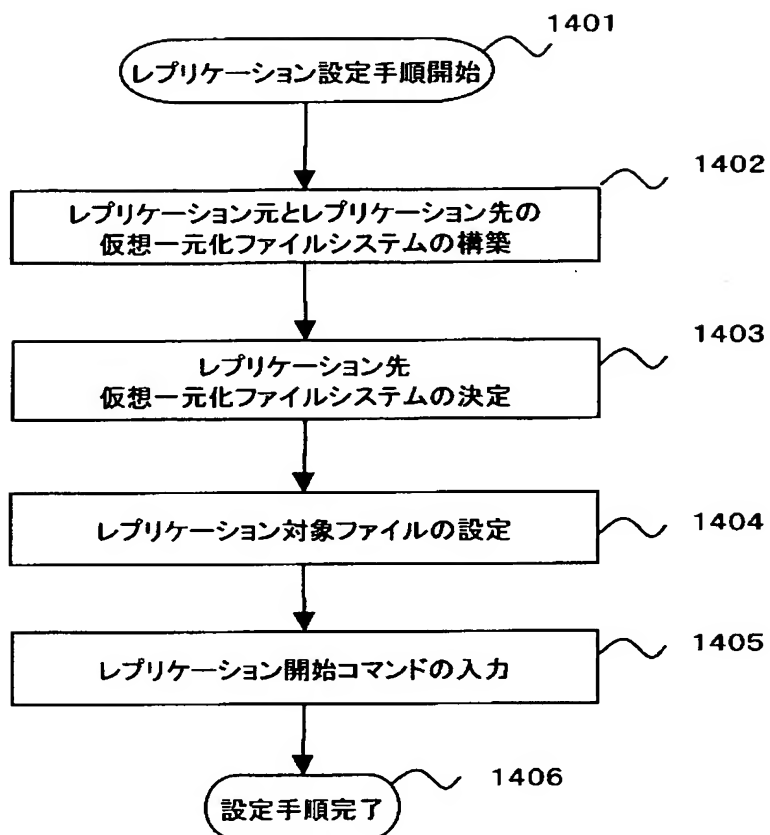 1401
レプリケーション設定手順開始
1402
レプリケーション元とレプリケーション先の
仮想一元化ファイルシステムの構築
1403
レプリケーション先
仮想一元化ファイルシステムの決定
レプリケーション対象ファイルの設定
1404
1405
レプリケーション開始コマンドの入力
1406
設定手順完了